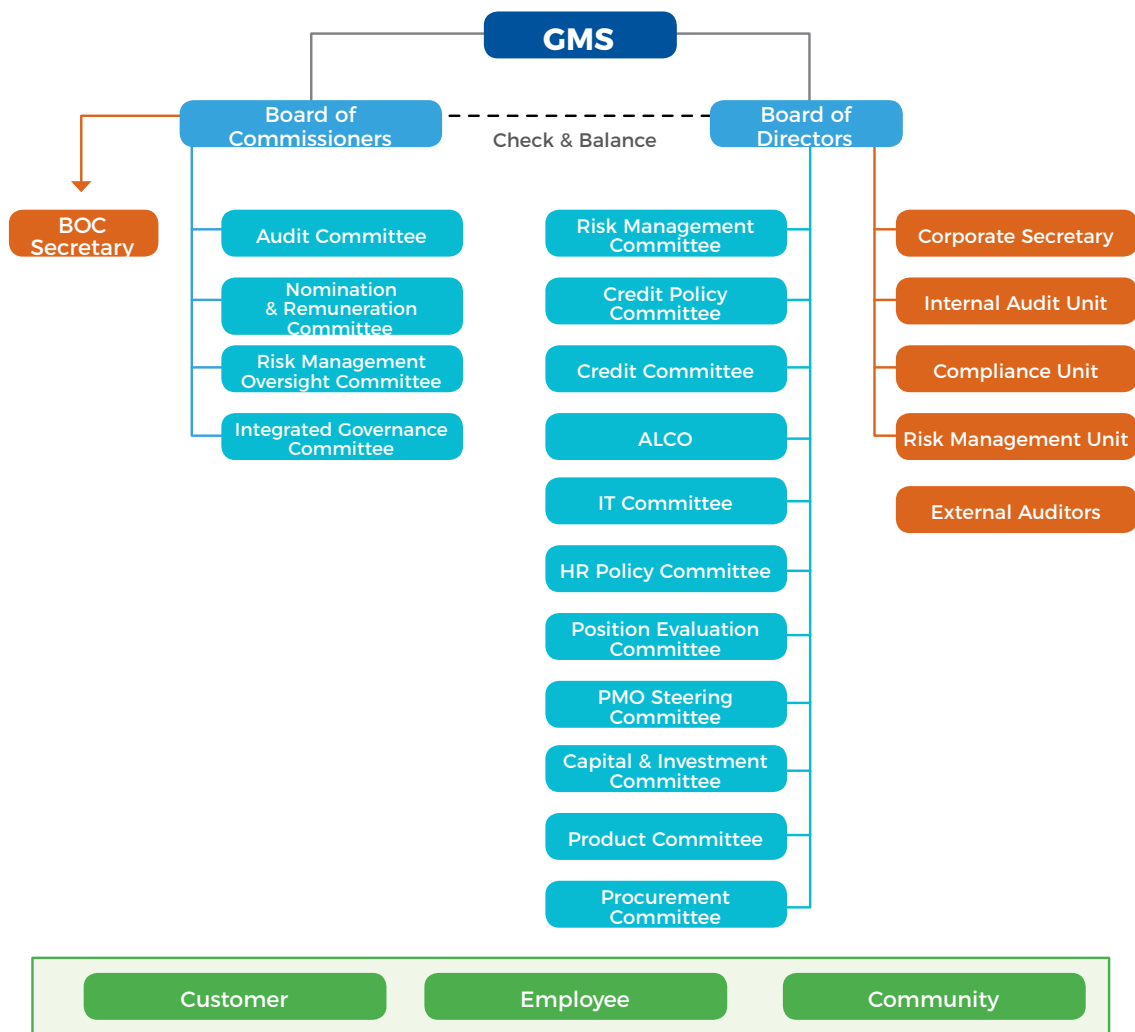 GMS
Board of
Commissioners
Check & Balance
Board of
Directors
BOC
Secretary
Audit Committee
Nomination
& Remuneration
Committee
Risk Management
Oversight Committee
Integrated Governance
Committee
Risk Management
Committee
Credit Policy
Committee
Credit Committee
ALCO
IT Committee
HR Policy Committee
Position Evaluation
Committee
PMO Steering
Committee
Capital & Investment
Committee
Product Committee
Procurement
Committee
Corporate Secretary
Internal Audit Unit
Compliance Unit
Risk Management Unit
External Auditors
Customer
Employee
Community